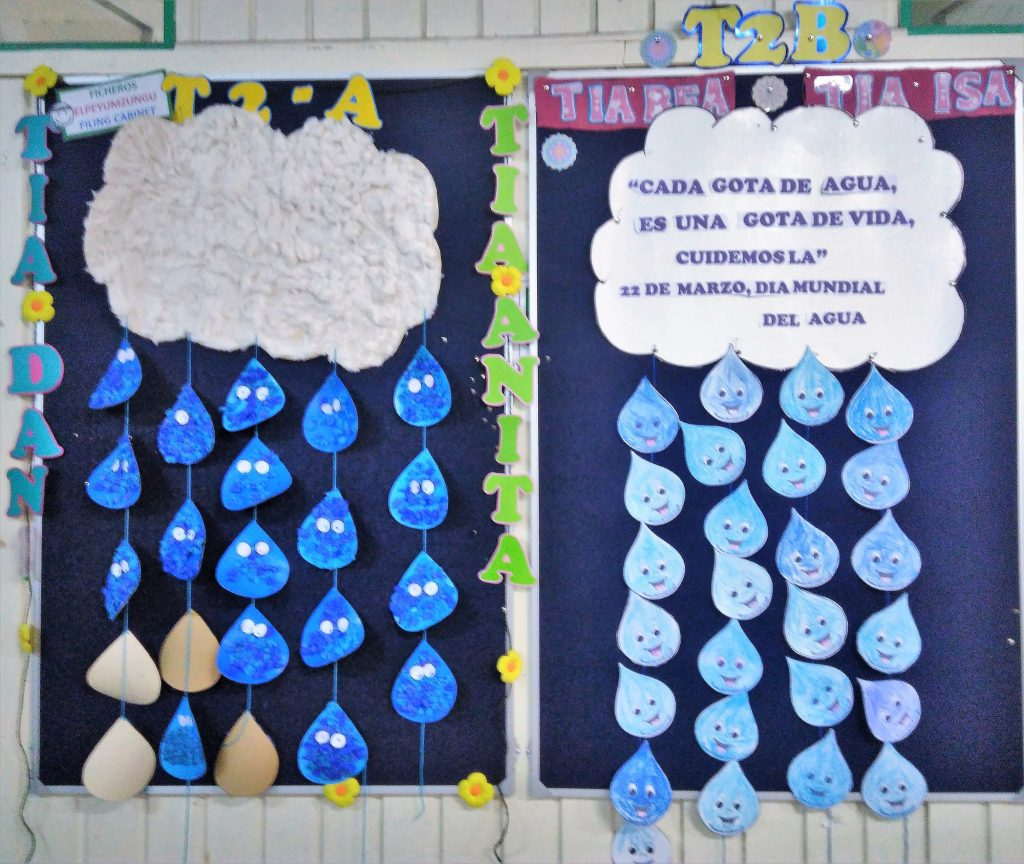 FICHEROS
ELPEYUMZUNGU
FILING CABINET
T2-A
TIA DAN
TIA ANITA
T2B
TIA BEA TIA ISA
"CADA GOTA DE AGUA,
ES UNA GOTA DE VIDA,
CUIDEMOS LA"
22 DE MARZO, DIA MUNDIAL
DEL AGUA